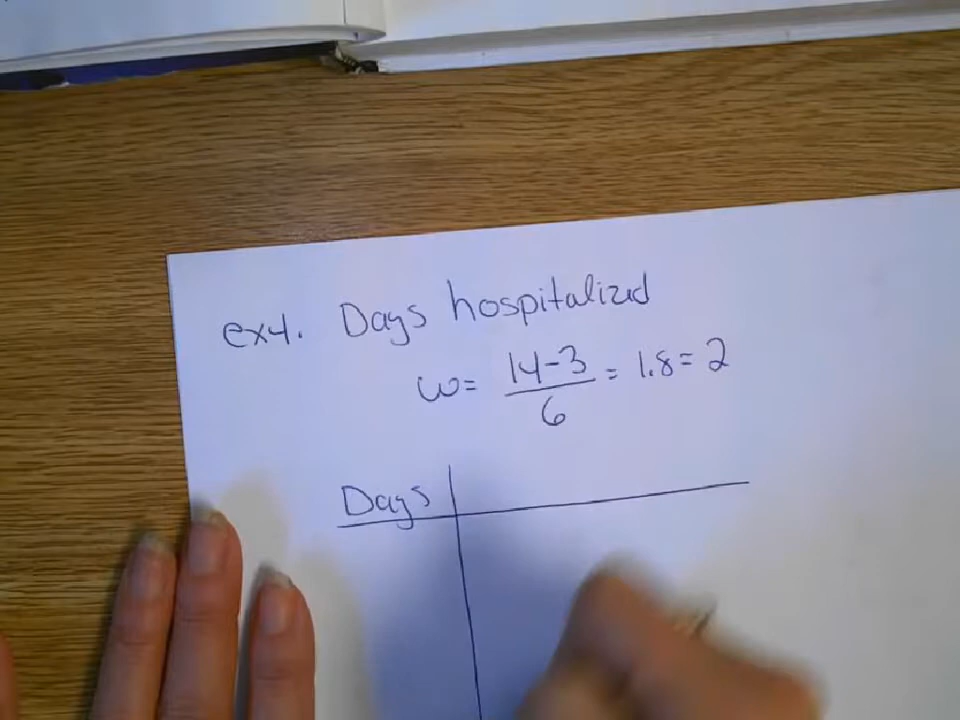 ex4. Days hospitalized
w = 14-3 / 6 = 1.8 = 2
Days